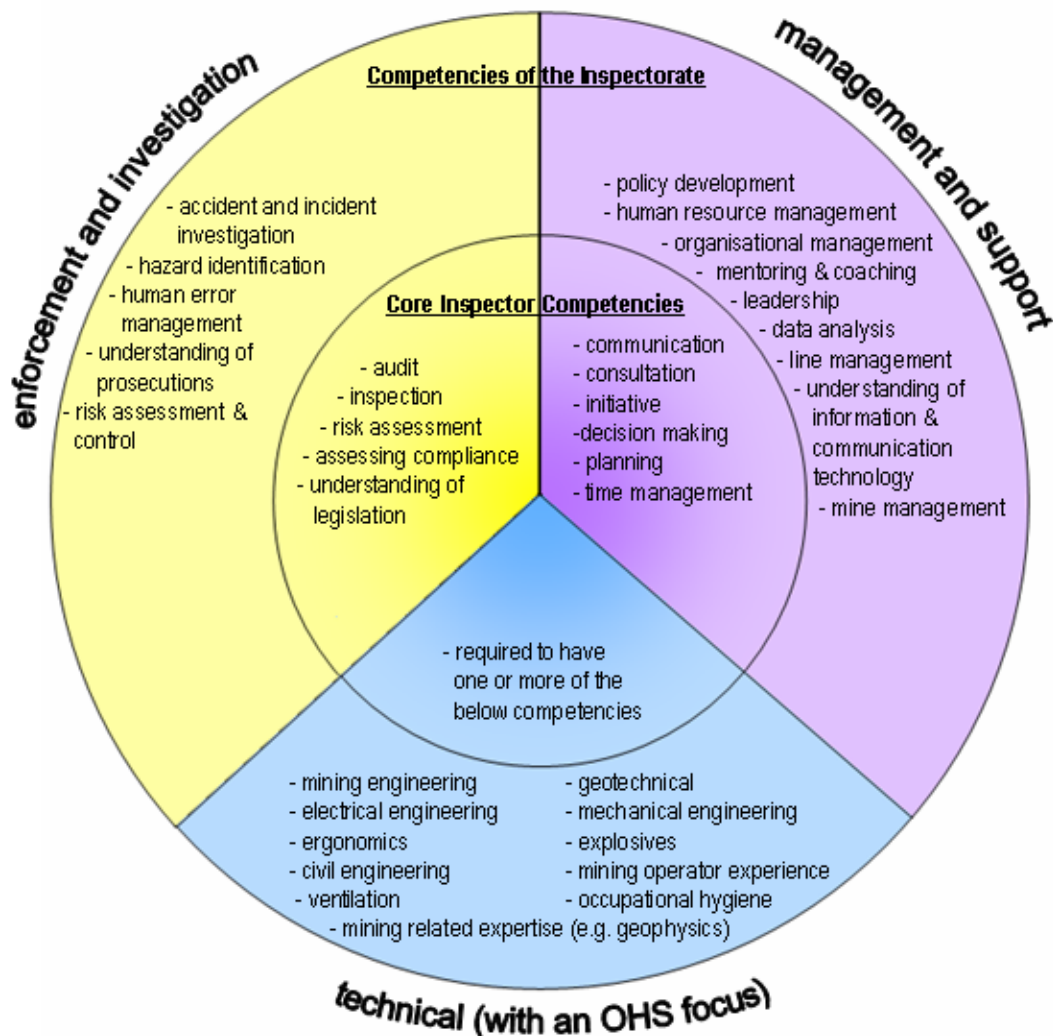 Competencies of the Inspectorate
enforcement and investigation
- accident and incident
investigation
- hazard identification
- human error
management
- understanding of
prosecutions
- risk assessment &
control
management and support
- policy development
- human resource management
- organisational management
- mentoring & coaching
- leadership
- data analysis
- line management
- understanding of
information &
communication
technology
- mine management
Core Inspector Competencies
- audit
- inspection
- risk assessment
- assessing compliance
- understanding of
legislation
- communication
- consultation
- initiative
-decision making
- planning
- time management
- required to have
one or more of the
below competencies
- mining engineering
- electrical engineering
- ergonomics
- civil engineering
- ventilation
- geotechnical
- mechanical engineering
- explosives
- mining operator experience
- occupational hygiene
- mining related expertise (e.g. geophysics)
technical (with an OHS focus)